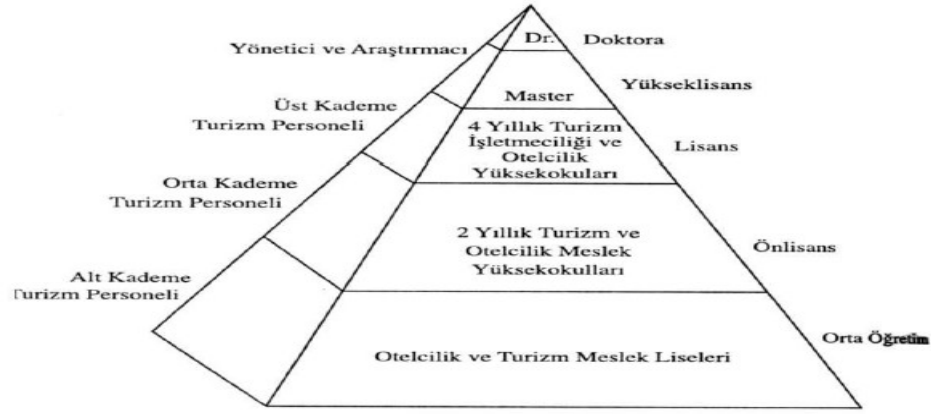 Dr.
Doktora
Yönetici ve Araştırmacı
Yükseklisans
Master
Üst Kademe
Turizm Personeli
4 Yıllık Turizm
İşletmeciliği ve
Otelcilik
Yüksekokuları
Lisans
Orta Kademe
Turizm Personeli
2 Yıllık Turizm ve
Otelcilik Meslek
Yüksekokulları
Önlisans
Alt Kademe
Turizm Personeli
Orta Öğretim
Otelcilik ve Turizm Meslek Liseleri